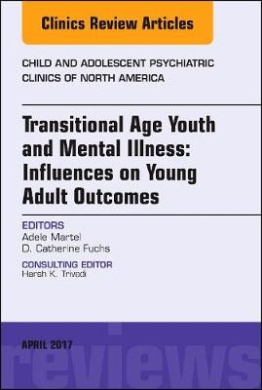 Clinics Review Articles
CHILD AND ADOLESCENT PSYCHIATRIC
CLINICS OF NORTH AMERICA
Transitional Age Youth
and Mental Illness:
Influences on Young
Adult Outcomes
EDITORS
Adele Martel
D. Catherine Fuchs
CONSULTING EDITOR
Harsh K. Trivodi
APRIL 2017
reviews